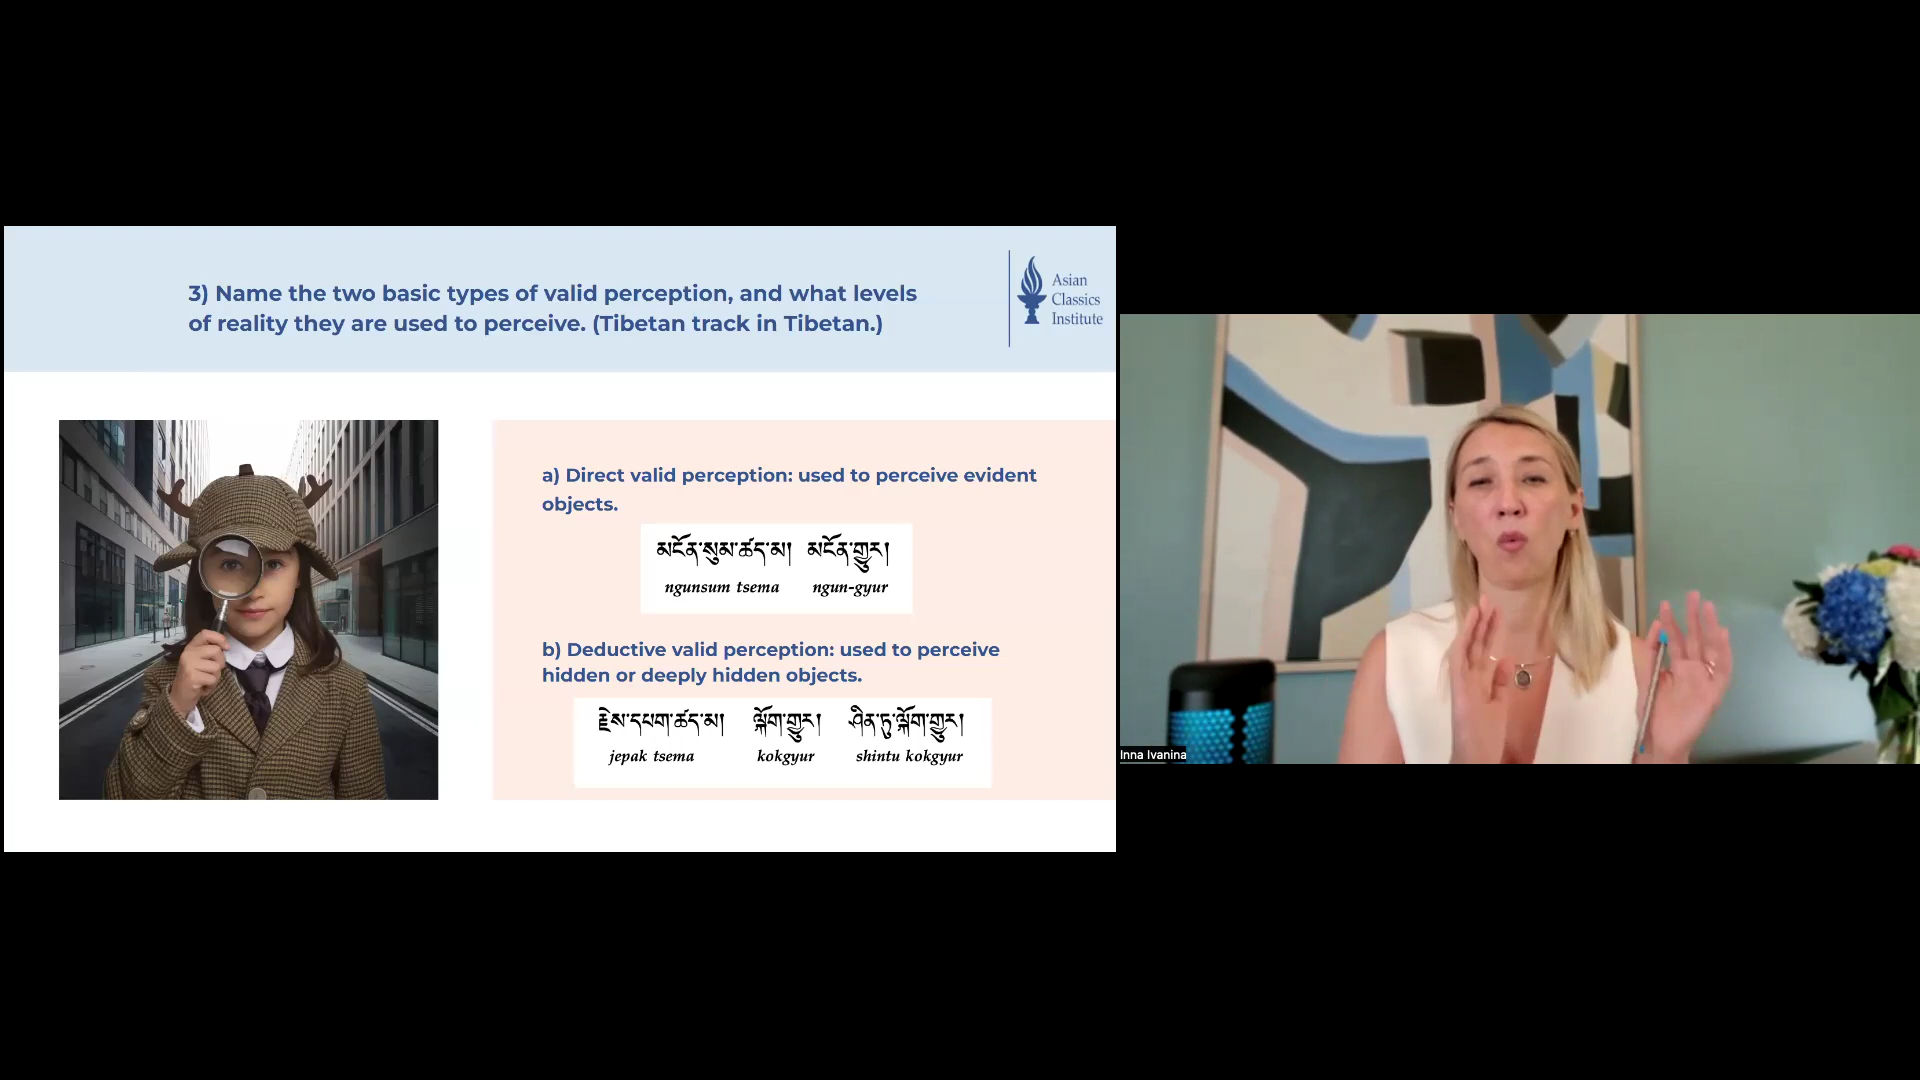 3) Name the two basic types of valid perception, and what levels
of reality they are used to perceive. (Tibetan track in Tibetan.)
Asian
Classics
Institute
a) Direct valid perception: used to perceive evident
objects.
མངོན་སུམ་ཚད་མ། མངོན་གྱུར།
ngunsum tsema ngun-gyur
b) Deductive valid perception: used to perceive
hidden or deeply hidden objects.
རྗེས་དཔག་ཚད་མ། ལྐོག་གྱུར། ཤིན་ཏུ་ལྐོག་གྱུར།
jepak tsema kokgyur shintu kokgyur
Inna Ivanina